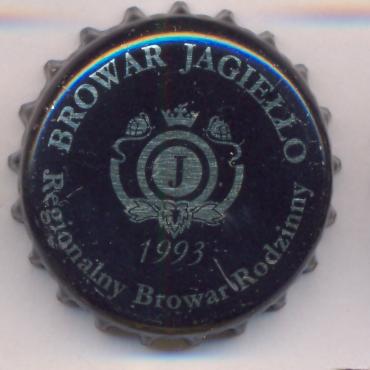 BROWAR JAGIEŁŁO
J
1993
Regionalny Browar Rodzinny